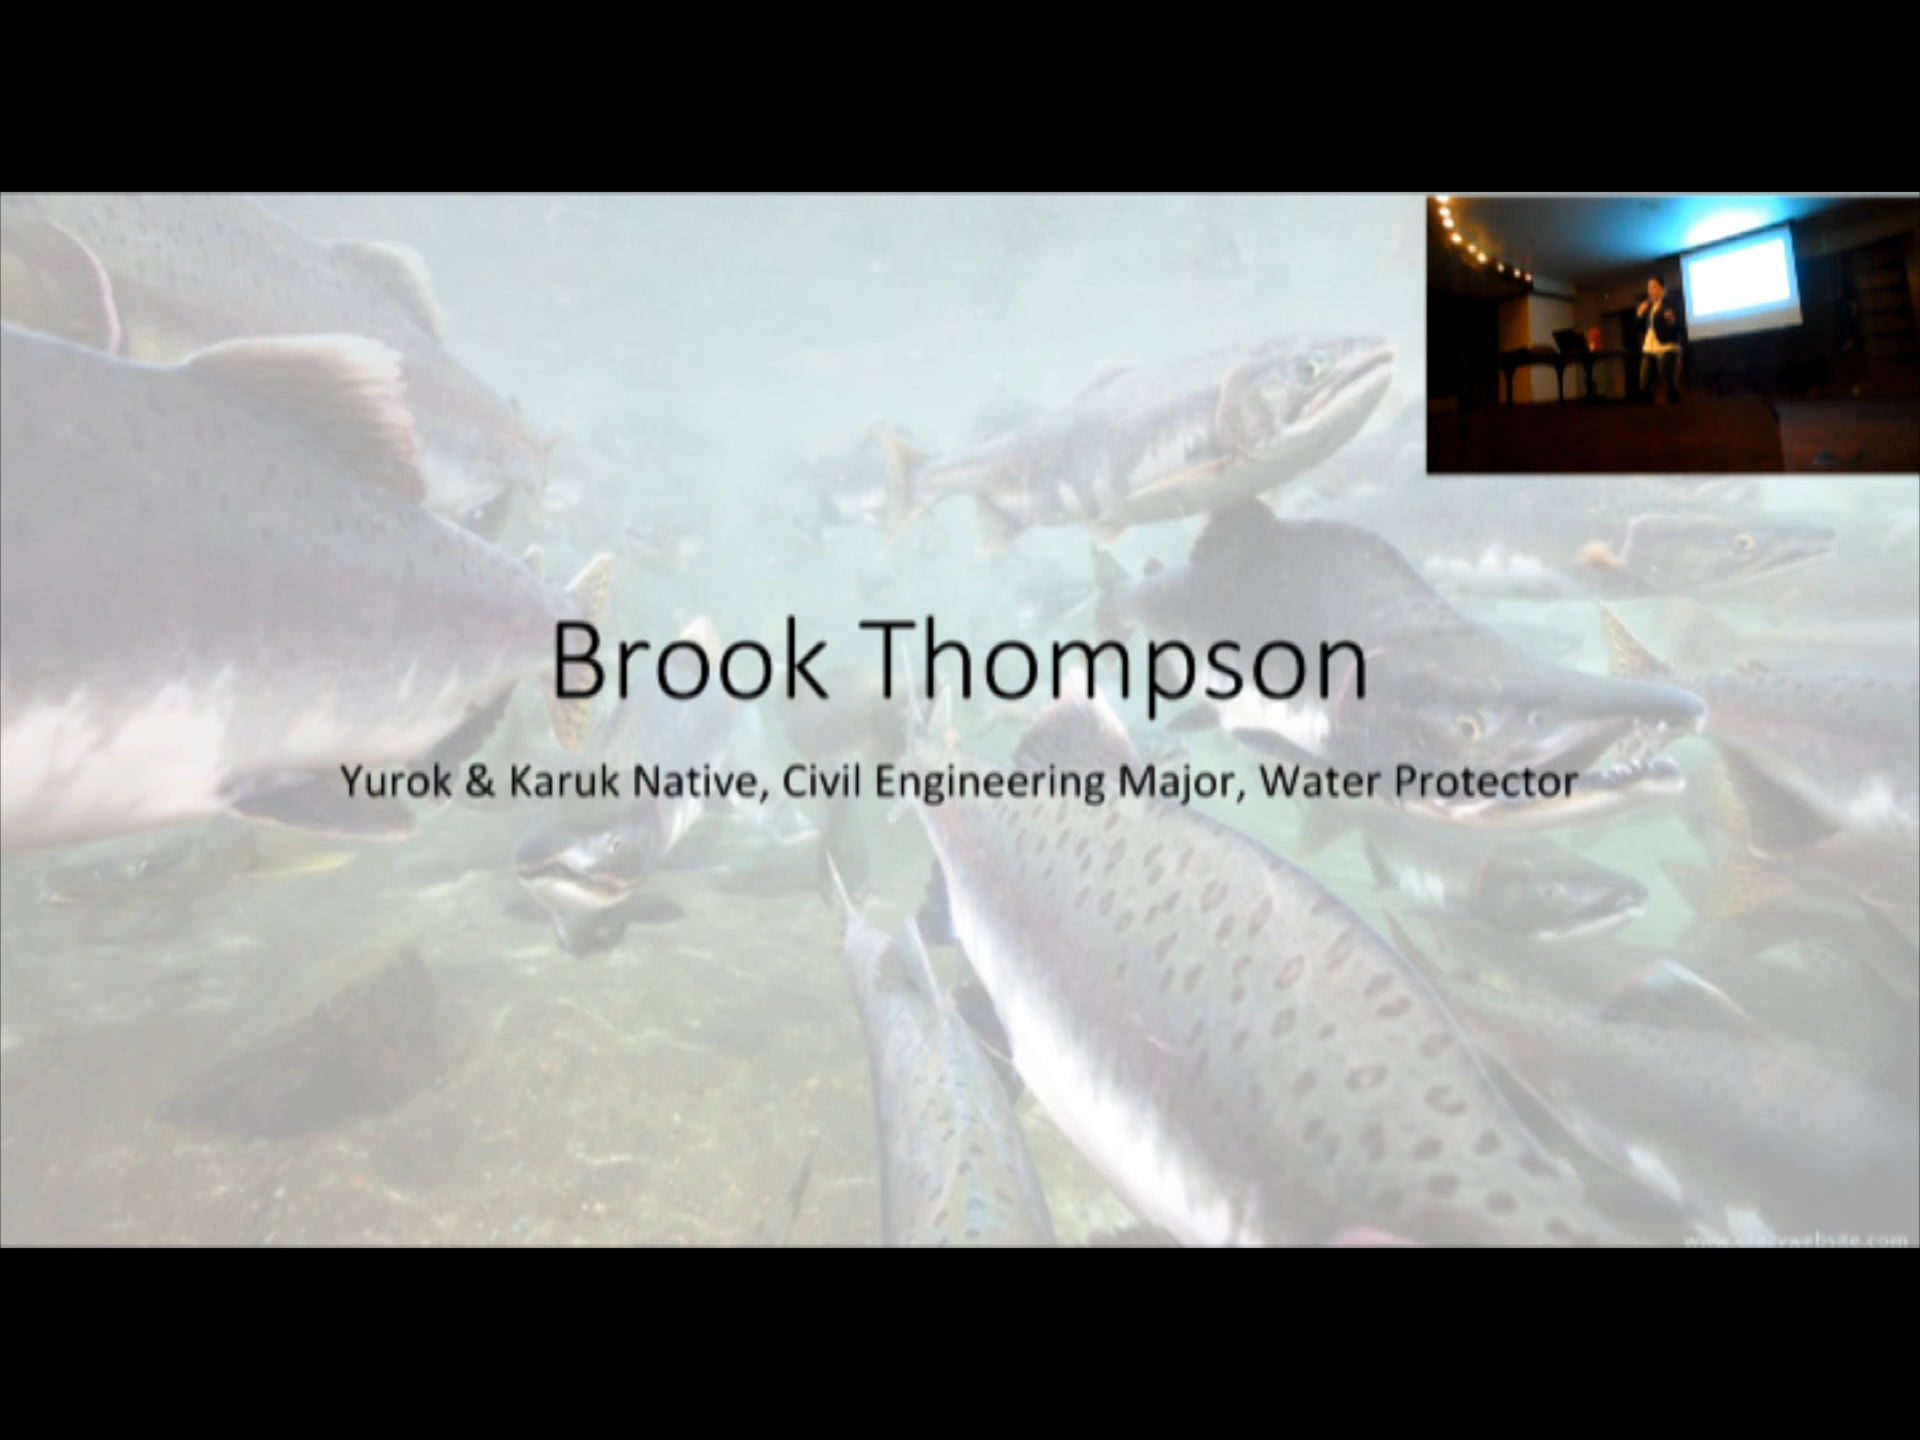 Brook Thompson
Yurok & Karuk Native, Civil Engineering Major, Water Protector